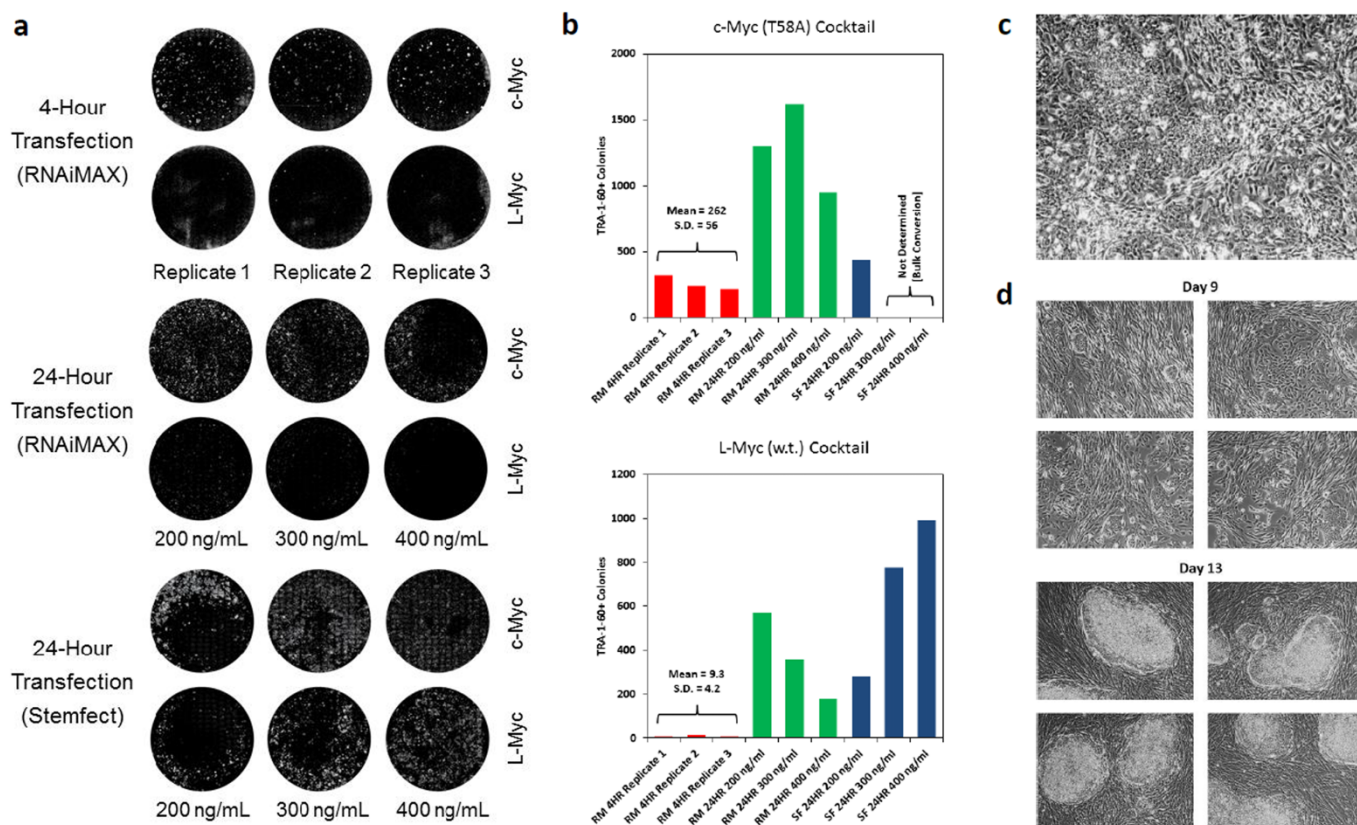 a
4-Hour
Transfection
(RNAiMAX)
c-Myc
L-Myc
Replicate 1
Replicate 2
Replicate 3
24-Hour
Transfection
(RNAiMAX)
c-Myc
L-Myc
200 ng/mL
300 ng/mL
400 ng/mL
24-Hour
Transfection
(Stemfect)
c-Myc
L-Myc
200 ng/mL
300 ng/mL
400 ng/mL
b
c-Myc (T58A) Cocktail
TRA-1-60+ Colonies
2000
1500
1000
500
0
Mean = 262
S.D. = 56
Not Determined
[Bulk Conversion]
RM 4HR Replicate 1
RM 4HR Replicate 2
RM 4HR Replicate 3
RM 24HR 200 ng/ml
RM 24HR 300 ng/ml
RM 24HR 400 ng/ml
SF 24HR 200 ng/ml
SF 24HR 300 ng/ml
SF 24HR 400 ng/ml
L-Myc (w.t.) Cocktail
TRA-1-60+ Colonies
1200
1000
800
600
400
200
0
Mean = 9.3
S.D. = 4.2
RM 4HR Replicate 1
RM 4HR Replicate 2
RM 4HR Replicate 3
RM 24HR 200 ng/ml
RM 24HR 300 ng/ml
RM 24HR 400 ng/ml
SF 24HR 200 ng/ml
SF 24HR 300 ng/ml
SF 24HR 400 ng/ml
c
d
Day 9
Day 13